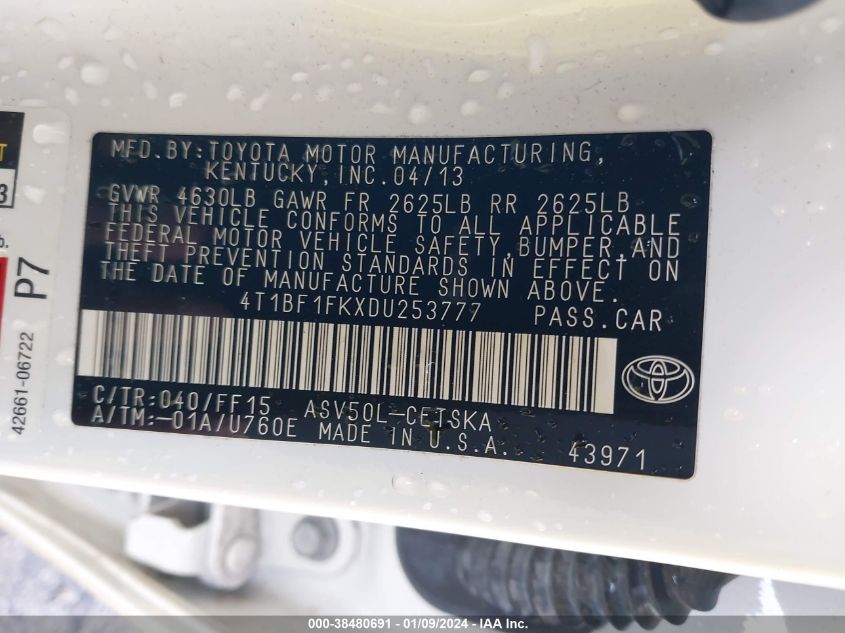 MFD.BY:TOYOTA MOTOR MANUFACTURING,
KENTUCKY,INC.04/13
GVWR 4630LB GAWR FR 2625LB RR 2625LB
THIS VEHICLE CONFORMS TO ALL APPLICABLE
FEDERAL MOTOR VEHICLE SAFETY,BUMPER,AND
THEFT PREVENTION STANDARDS IN EFFECT ON
THE DATE OF MANUFACTURE SHOWN ABOVE.
4T1BF1FKXDU253777 PASS.CAR
C/TR:040/FF15 ASV50L-CETSKA
A/TM:-01A/U760E MADE IN U.S.A. 43971
P7
42661-06722
3
000-38480691 - 01/09/2024 - IAA Inc.